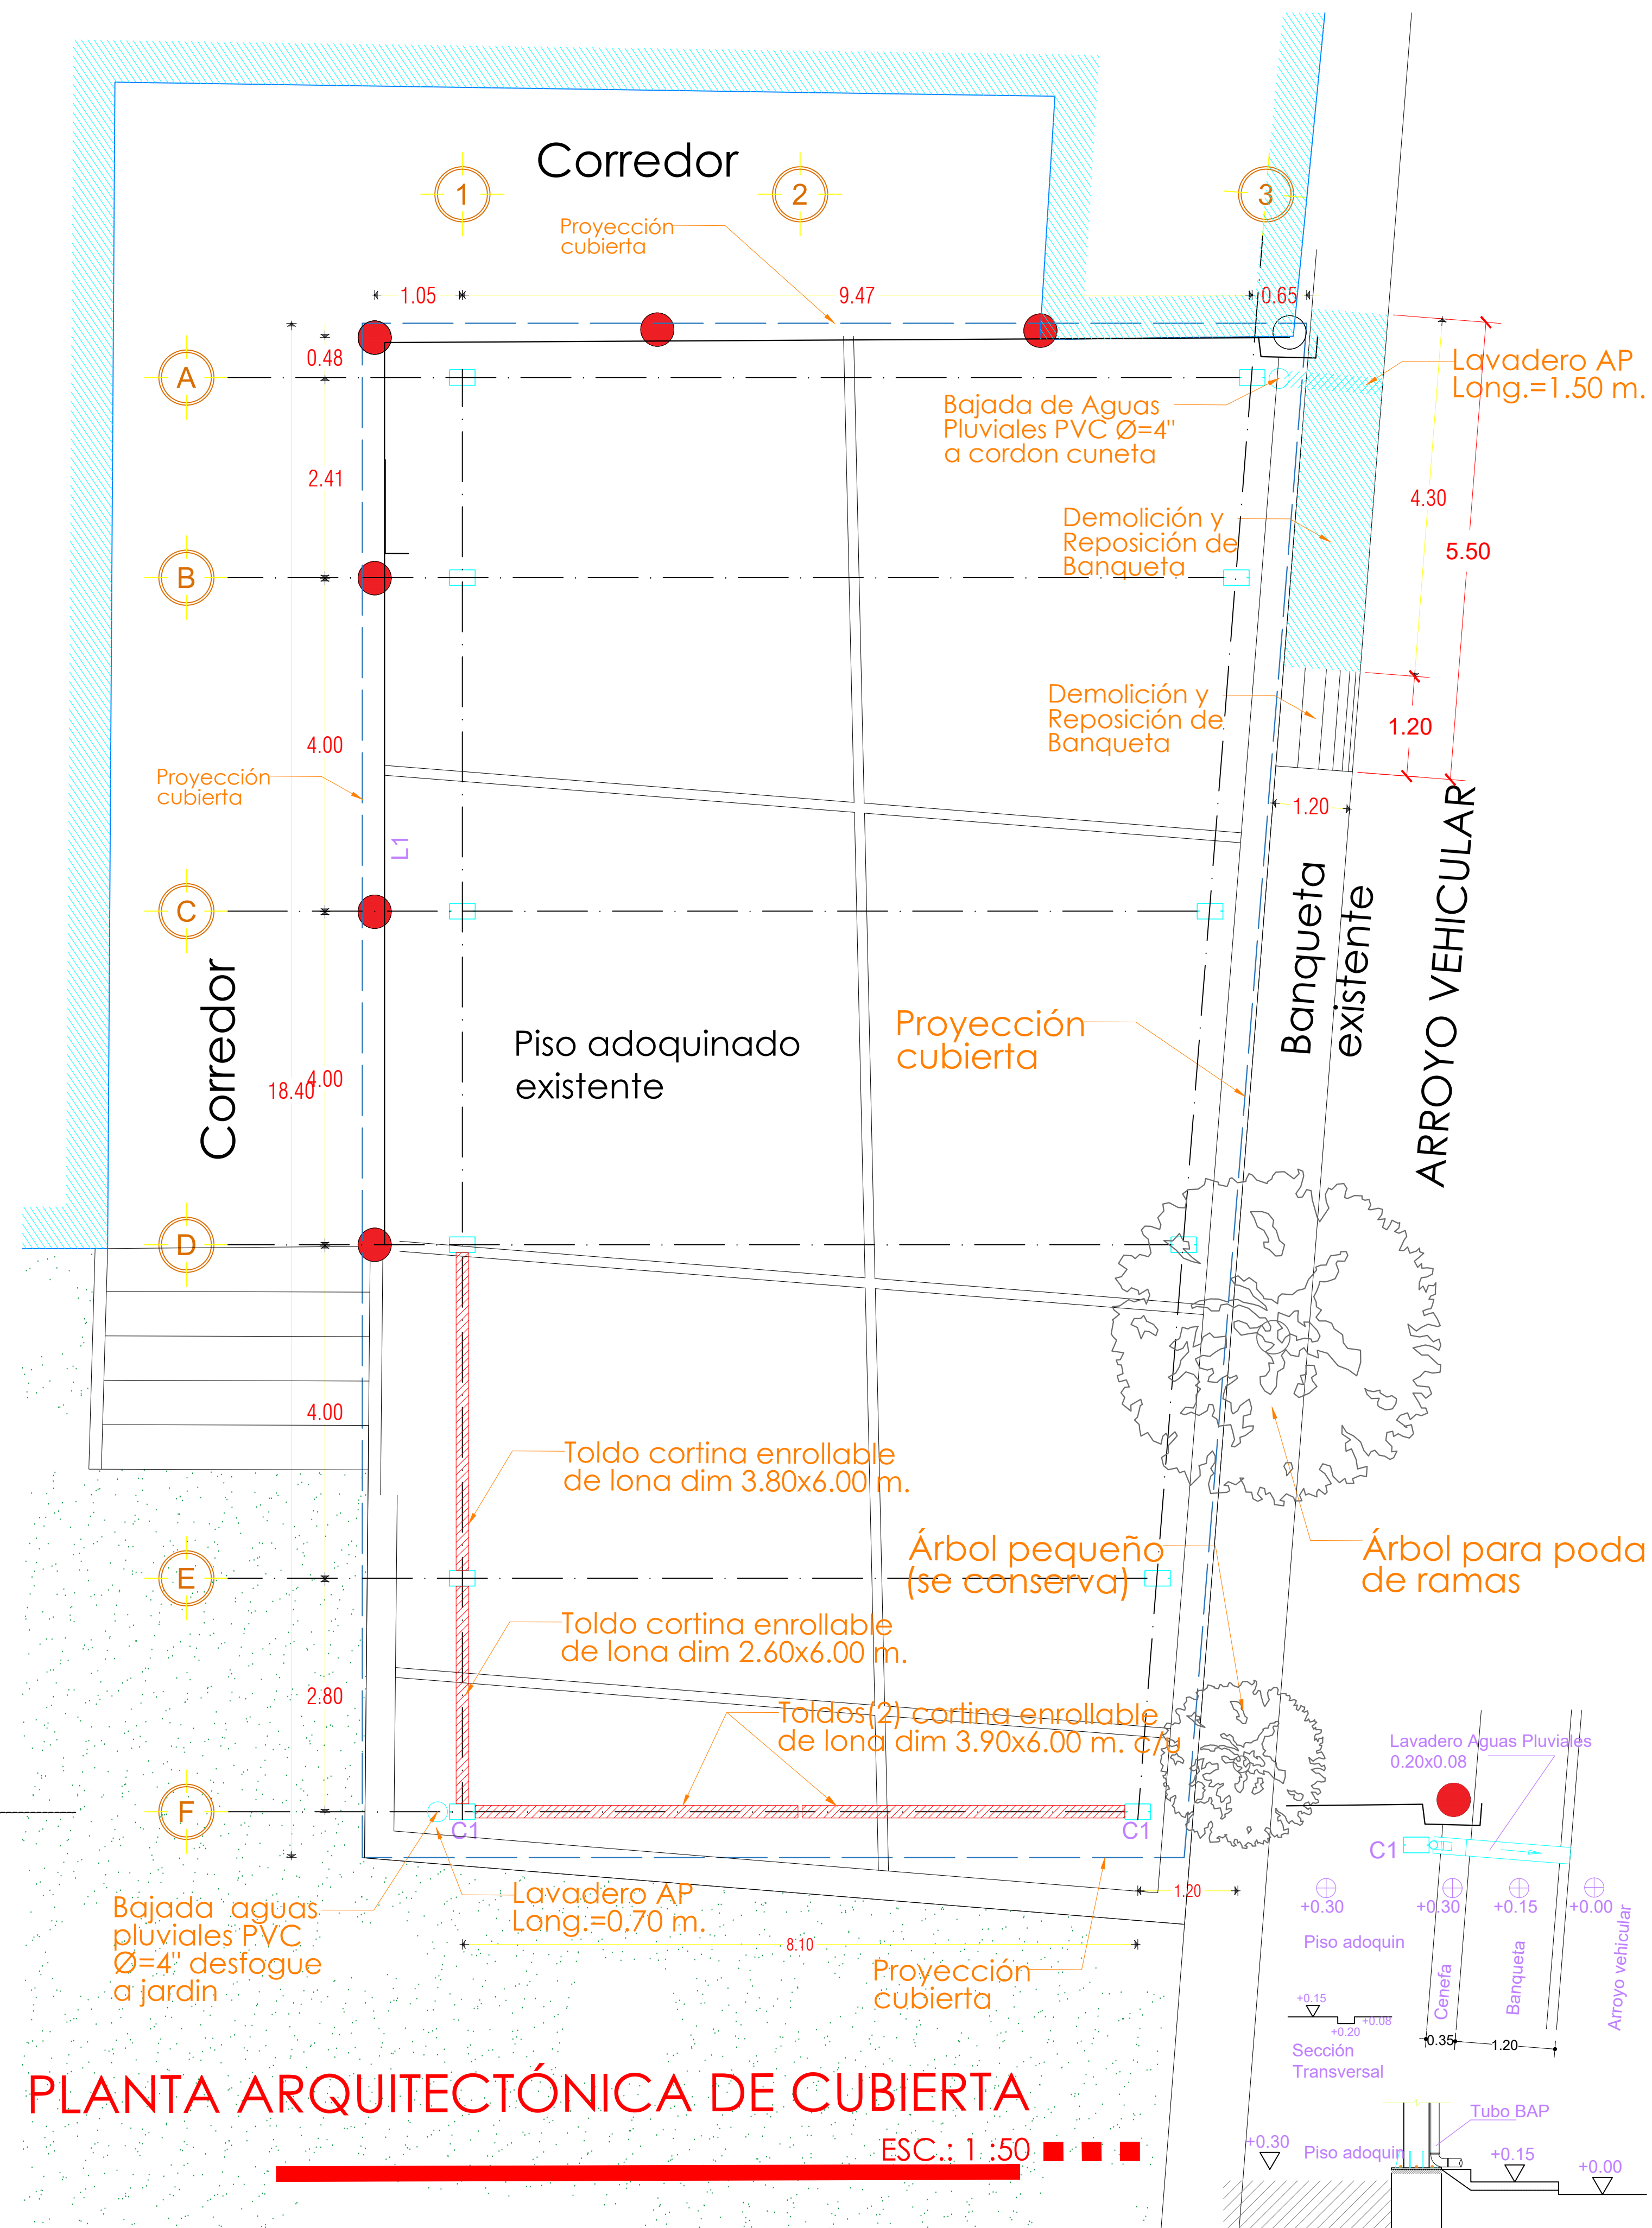 Corredor
1
2
3
Proyección
cubierta
1.05
9.47
0.65
0.48
A
Lavadero AP
Long.=1.50 m.
Bajada de Aguas
Pluviales PVC Ø=4"
a cordon cuneta
2.41
4.30
Demolición y
Reposición de
Banqueta
5.50
B
Demolición y
Reposición de
Banqueta
1.20
4.00
Proyección
cubierta
1.20
L1
C
Banqueta
existente
ARROYO VEHICULAR
Corredor
Proyección
cubierta
Piso adoquinado
existente
4.00
18.40
D
4.00
Toldo cortina enrollable
de lona dim 3.80x6.00 m.
Árbol pequeño
(se conserva)
Árbol para poda
de ramas
E
Toldo cortina enrollable
de lona dim 2.60x6.00 m.
2.80
Toldos(2) cortina enrollable
de lona dim 3.90x6.00 m. c/u
Lavadero Aguas Pluviales
0.20x0.08
F
C1
C1
C1
Bajada aguas
pluviales PVC
Ø=4" desfogue
a jardin
Lavadero AP
Long.=0.70 m.
1.20
8.10
Proyección
cubierta
+0.30
+0.30
+0.15
+0.00
Piso adoquin
Cenefa
Banqueta
Arroyo vehicular
+0.15
+0.20
+0.08
0.35
1.20
Sección
Transversal
PLANTA ARQUITECTÓNICA DE CUBIERTA
ESC.: 1 :50
Tubo BAP
+0.30
Piso adoquin
+0.15
+0.00